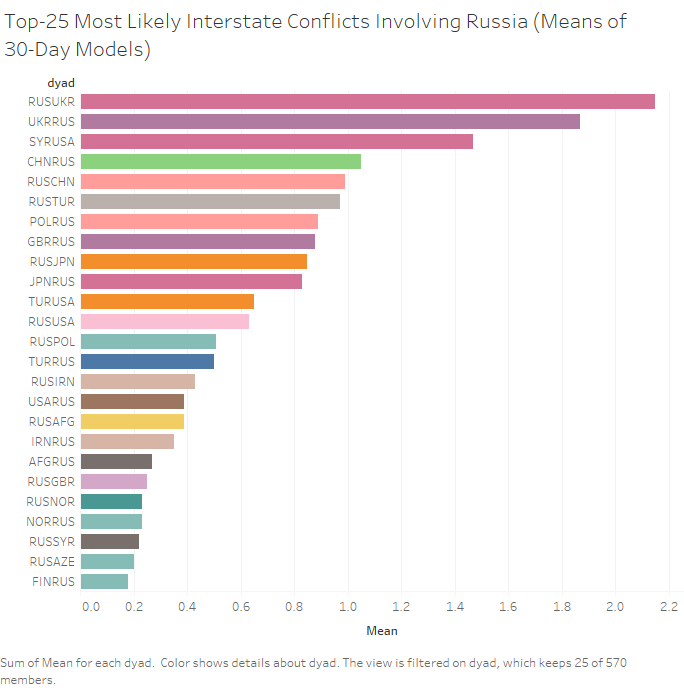 Top-25 Most Likely Interstate Conflicts Involving Russia (Means of
30-Day Models)
dyad
RUSUKR
UKRRUS
SYRUSA
CHNRUS
RUSCHN
RUSTUR
POLRUS
GBRRUS
RUSJPN
JPNRUS
TURUSA
RUSUSA
RUSPOL
TURRUS
RUSIRN
USARUS
RUSAFG
IRNRUS
AFGRUS
RUSGBR
RUSNOR
NORRUS
RUSSYR
RUSAZE
FINRUS
0.0 0.2 0.4 0.6 0.8 1.0 1.2 1.4 1.6 1.8 2.0 2.2
Mean
Sum of Mean for each dyad.  Color shows details about dyad. The view is filtered on dyad, which keeps 25 of 570
members.